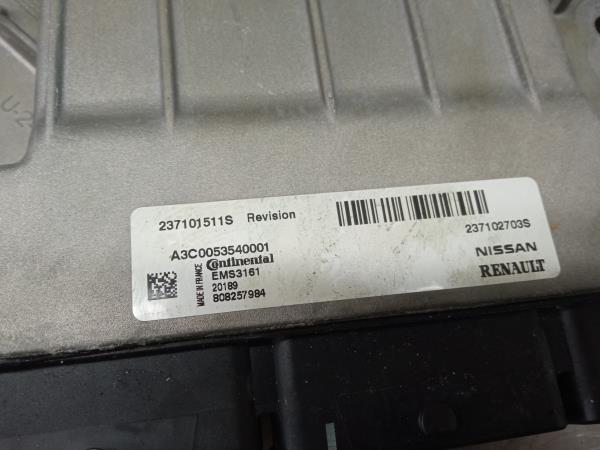 237101511S Revision
237102703S
A3C0053540001
Continental
EMS3161
20189
808257984
MADE IN FRANCE
NISSAN
RENAULT